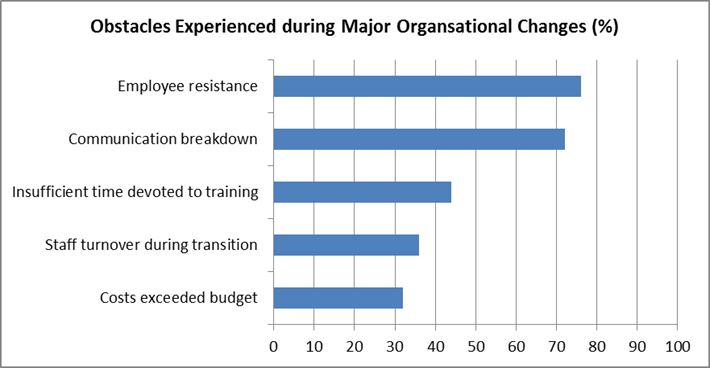 Obstacles Experienced during Major Organsational Changes (%)
Employee resistance
Communication breakdown
Insufficient time devoted to training
Staff turnover during transition
Costs exceeded budget
0 10 20 30 40 50 60 70 80 90 100